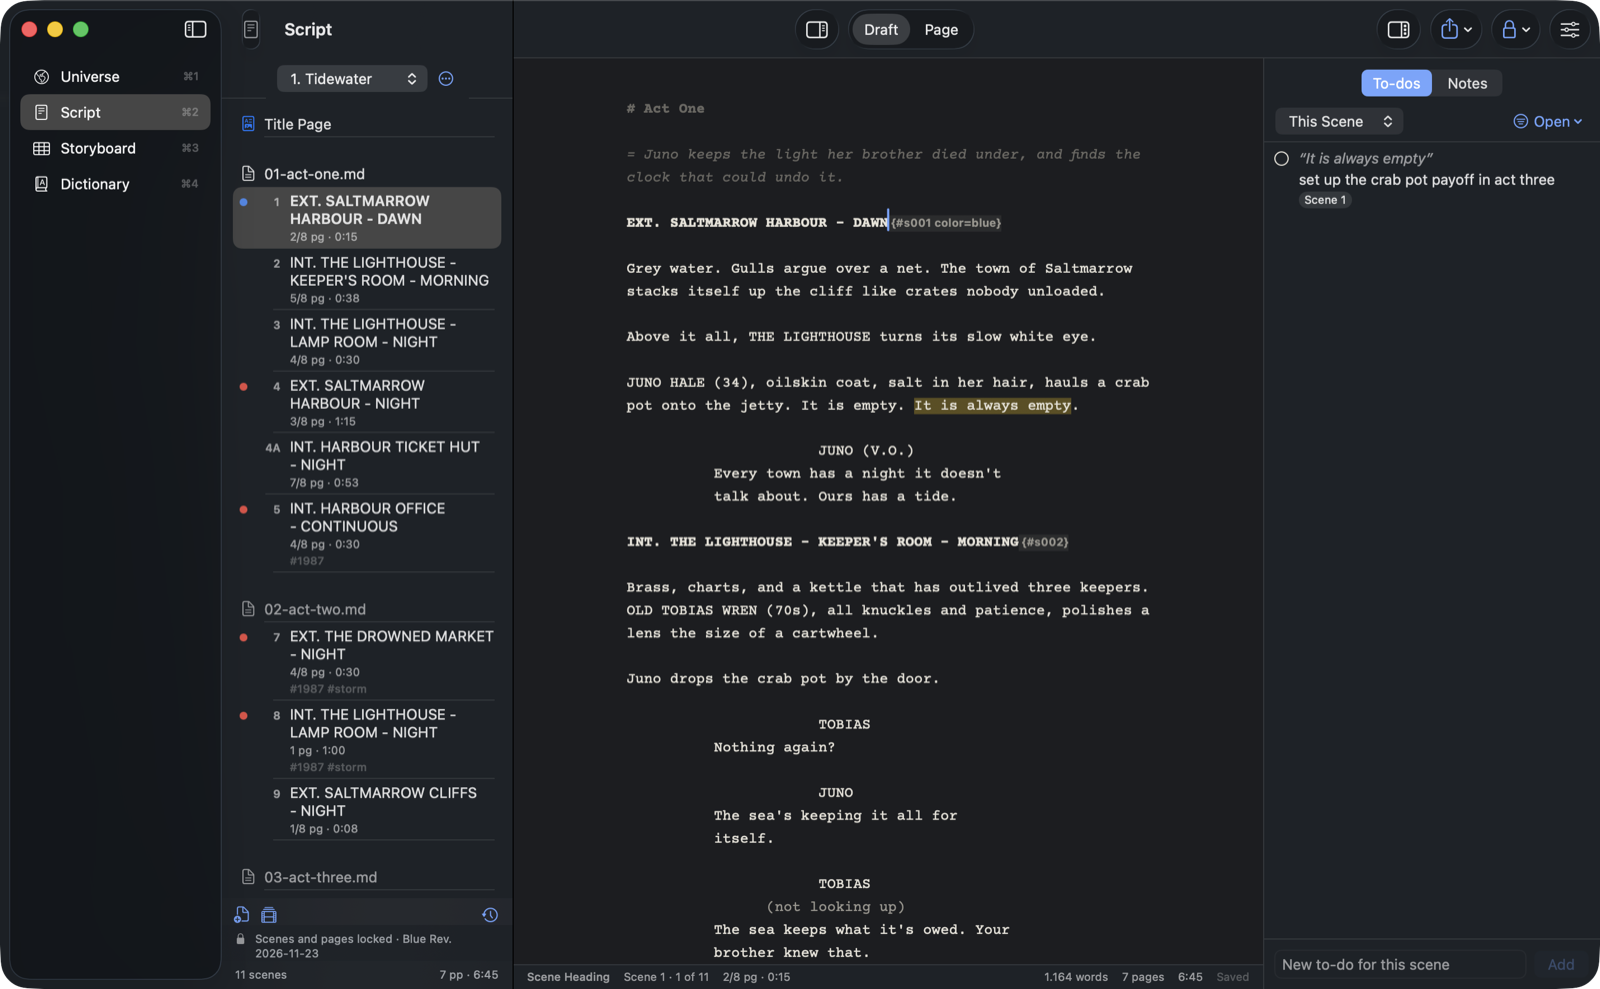 Universe ⌘1
Script ⌘2
Storyboard ⌘3
Dictionary ⌘4
Script
1. Tidewater
Title Page
01-act-one.md
1 EXT. SALTMARROW
HARBOUR - DAWN
2/8 pg · 0:15
2 INT. THE LIGHTHOUSE -
KEEPER'S ROOM - MORNING
5/8 pg · 0:38
3 INT. THE LIGHTHOUSE -
LAMP ROOM - NIGHT
4/8 pg · 0:30
4 EXT. SALTMARROW
HARBOUR - NIGHT
3/8 pg · 1:15
4A INT. HARBOUR TICKET HUT
- NIGHT
7/8 pg · 0:53
5 INT. HARBOUR OFFICE
- CONTINUOUS
4/8 pg · 0:30
#1987
02-act-two.md
7 EXT. THE DROWNED MARKET
- NIGHT
4/8 pg · 0:30
#1987 #storm
8 INT. THE LIGHTHOUSE -
LAMP ROOM - NIGHT
1 pg · 1:00
#1987 #storm
9 EXT. SALTMARROW CLIFFS
- NIGHT
1/8 pg · 0:08
03-act-three.md
Scenes and pages locked · Blue Rev.
2026-11-23
11 scenes 7 pp · 6:45
Draft Page
# Act One
= Juno keeps the light her brother died under, and finds the
clock that could undo it.
EXT. SALTMARROW HARBOUR - DAWN{#s001 color=blue}
Grey water. Gulls argue over a net. The town of Saltmarrow
stacks itself up the cliff like crates nobody unloaded.
Above it all, THE LIGHTHOUSE turns its slow white eye.
JUNO HALE (34), oilskin coat, salt in her hair, hauls a crab
pot onto the jetty. It is empty. It is always empty.
JUNO (V.O.)
Every town has a night it doesn't
talk about. Ours has a tide.
INT. THE LIGHTHOUSE - KEEPER'S ROOM - MORNING{#s002}
Brass, charts, and a kettle that has outlived three keepers.
OLD TOBIAS WREN (70s), all knuckles and patience, polishes a
lens the size of a cartwheel.
Juno drops the crab pot by the door.
TOBIAS
Nothing again?
JUNO
The sea's keeping it all for
itself.
TOBIAS
(not looking up)
The sea keeps what it's owed. Your
brother knew that.
Scene Heading Scene 1 · 1 of 11 2/8 pg · 0:15 1.164 words 7 pages 6:45 Saved
To-dos Notes
This Scene Open
“It is always empty”
set up the crab pot payoff in act three
Scene 1
New to-do for this scene Add